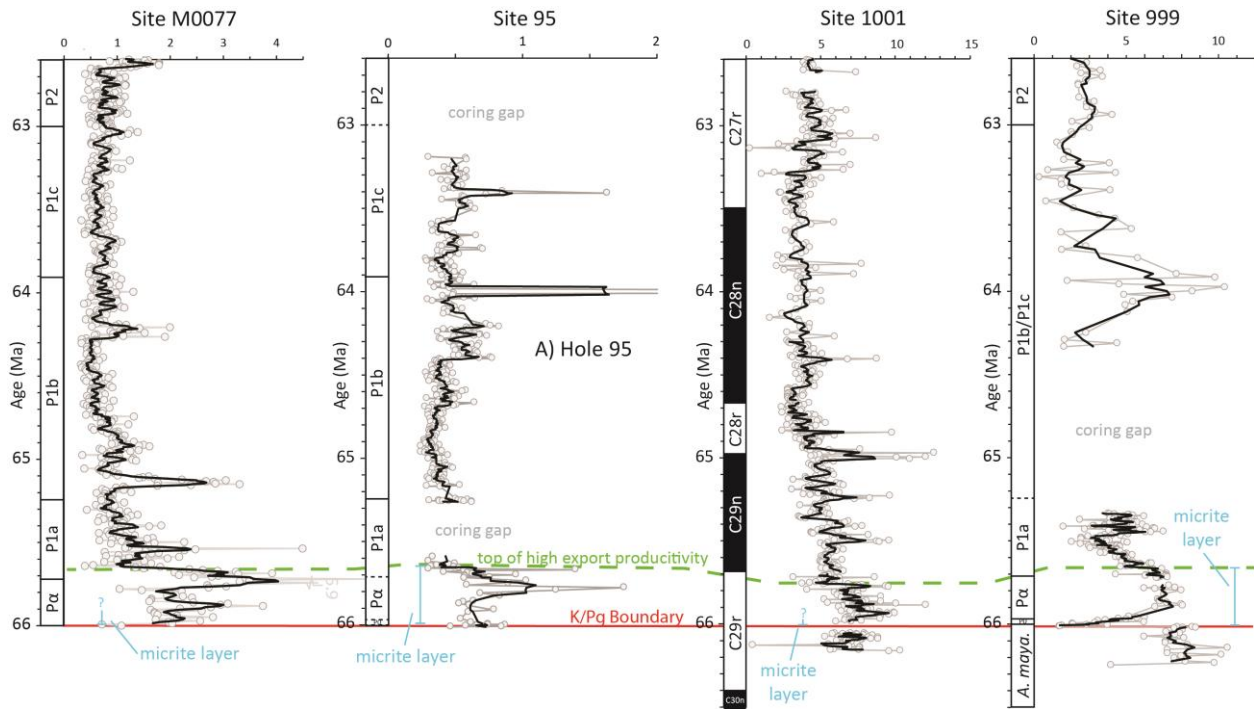 Site M0077
Site 95
Site 1001
Site 999
0 1 2 3 4
0 1 2
0 5 10 15
0 5 10
P2
P1c
P1b
P1a
Pα
Age (Ma)
63
64
65
66
?
micrite layer
P1c
P1b
P1a
Pα
Age (Ma)
63
64
65
66
coring gap
A) Hole 95
coring gap
top of high export producitivity
micrite layer
K/Pq Boundary
C27r
C28n
C28r
C29n
C29r
C30n
Age (Ma)
63
64
65
66
?
micrite
layer
P2
P1b/P1c
P1a
Pα
A. maya.
Age (Ma)
63
64
65
66
coring gap
micrite
layer